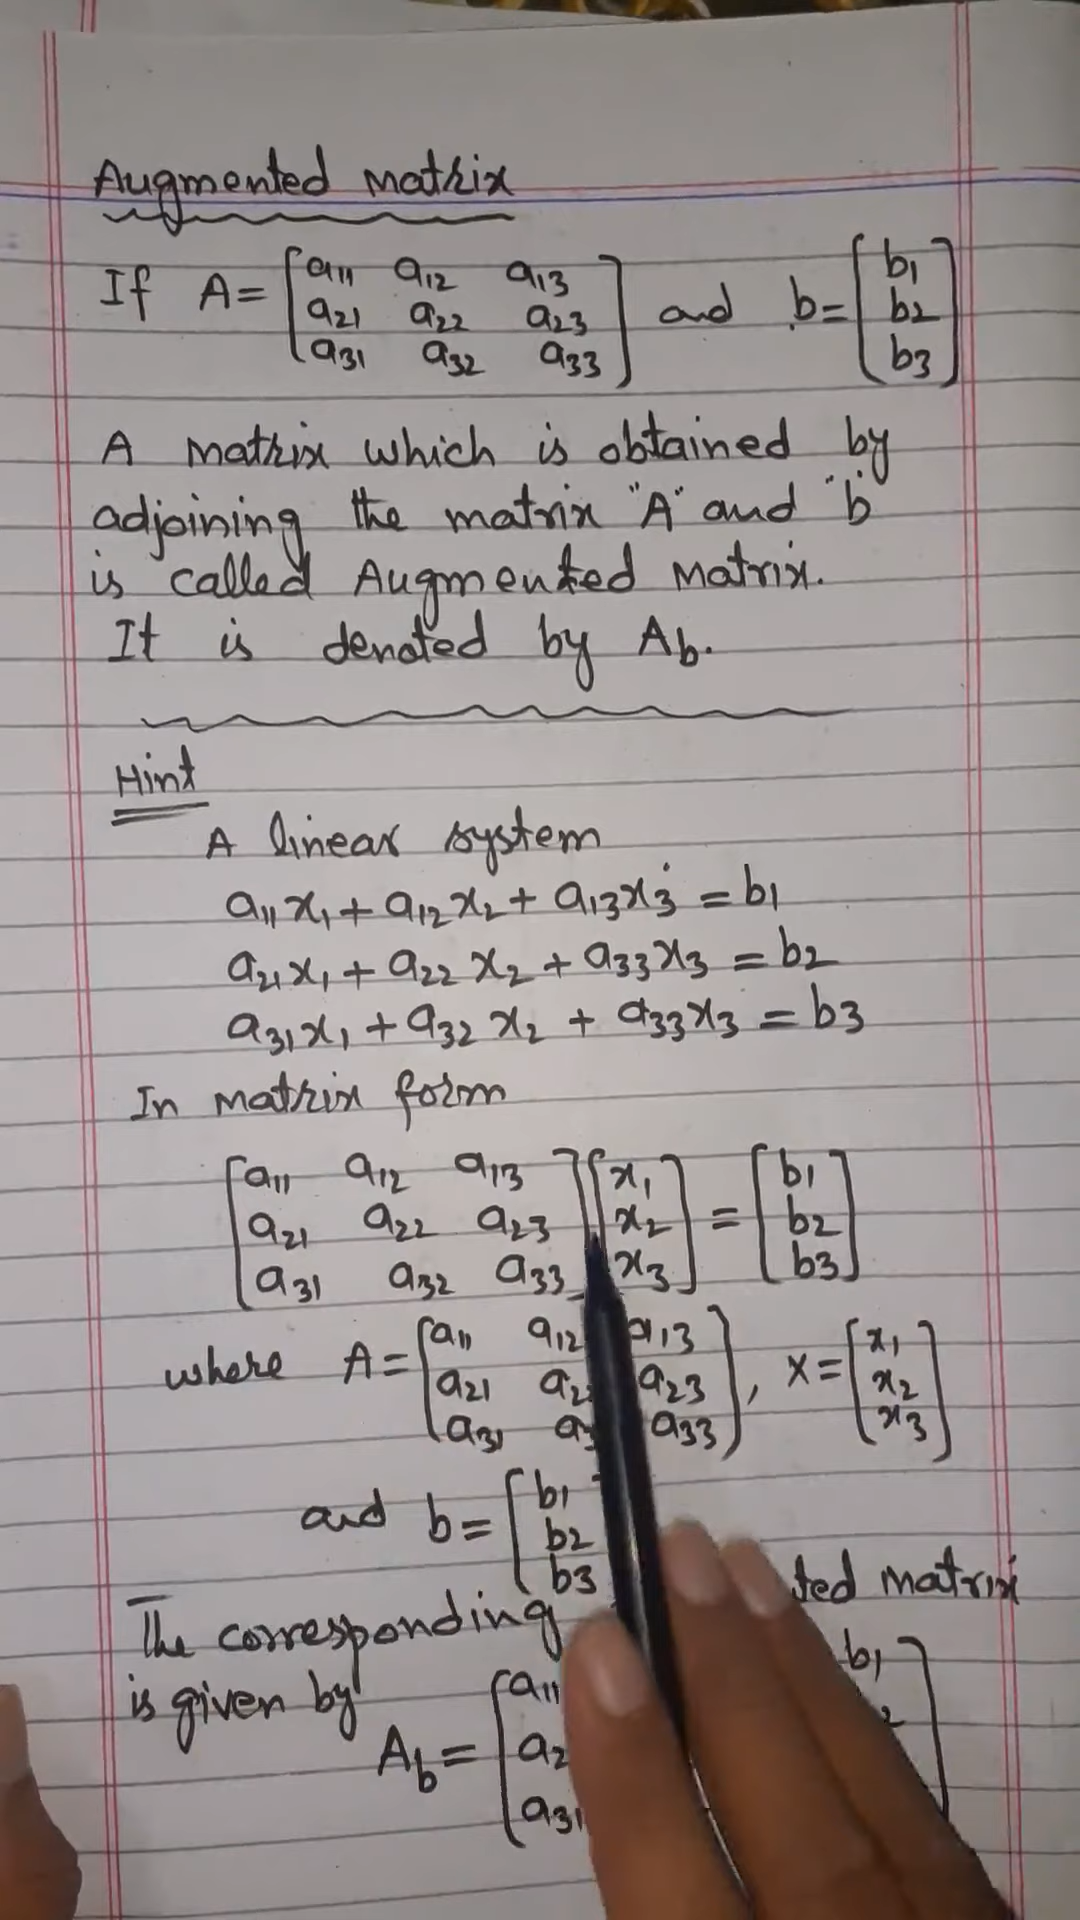 Augmented matrix
If A = [a11 a12 a13
a21 a22 a23
a31 a32 a33] and b = [b1
b2
b3]
A matrix which is obtained by
adjoining the matrix "A" and "b"
is called Augmented Matrix.
It is denoted by Ab.
Hint
A linear system
a11x1 + a12x2 + a13x3 = b1
a21x1 + a22x2 + a33x3 = b2
a31x1 + a32x2 + a33x3 = b3
In matrix form
[a11 a12 a13] [x1] = [b1]
[a21 a22 a23] [x2] = [b2]
[a31 a32 a33] [x3] = [b3]
where A = [a11 a12 a13
a21 a23
a31 a33], X = [x1
x2
x3]
and b = [b1
b2
b3]
The corresponding matrix
is given by
Ab = [a11 b1
a31